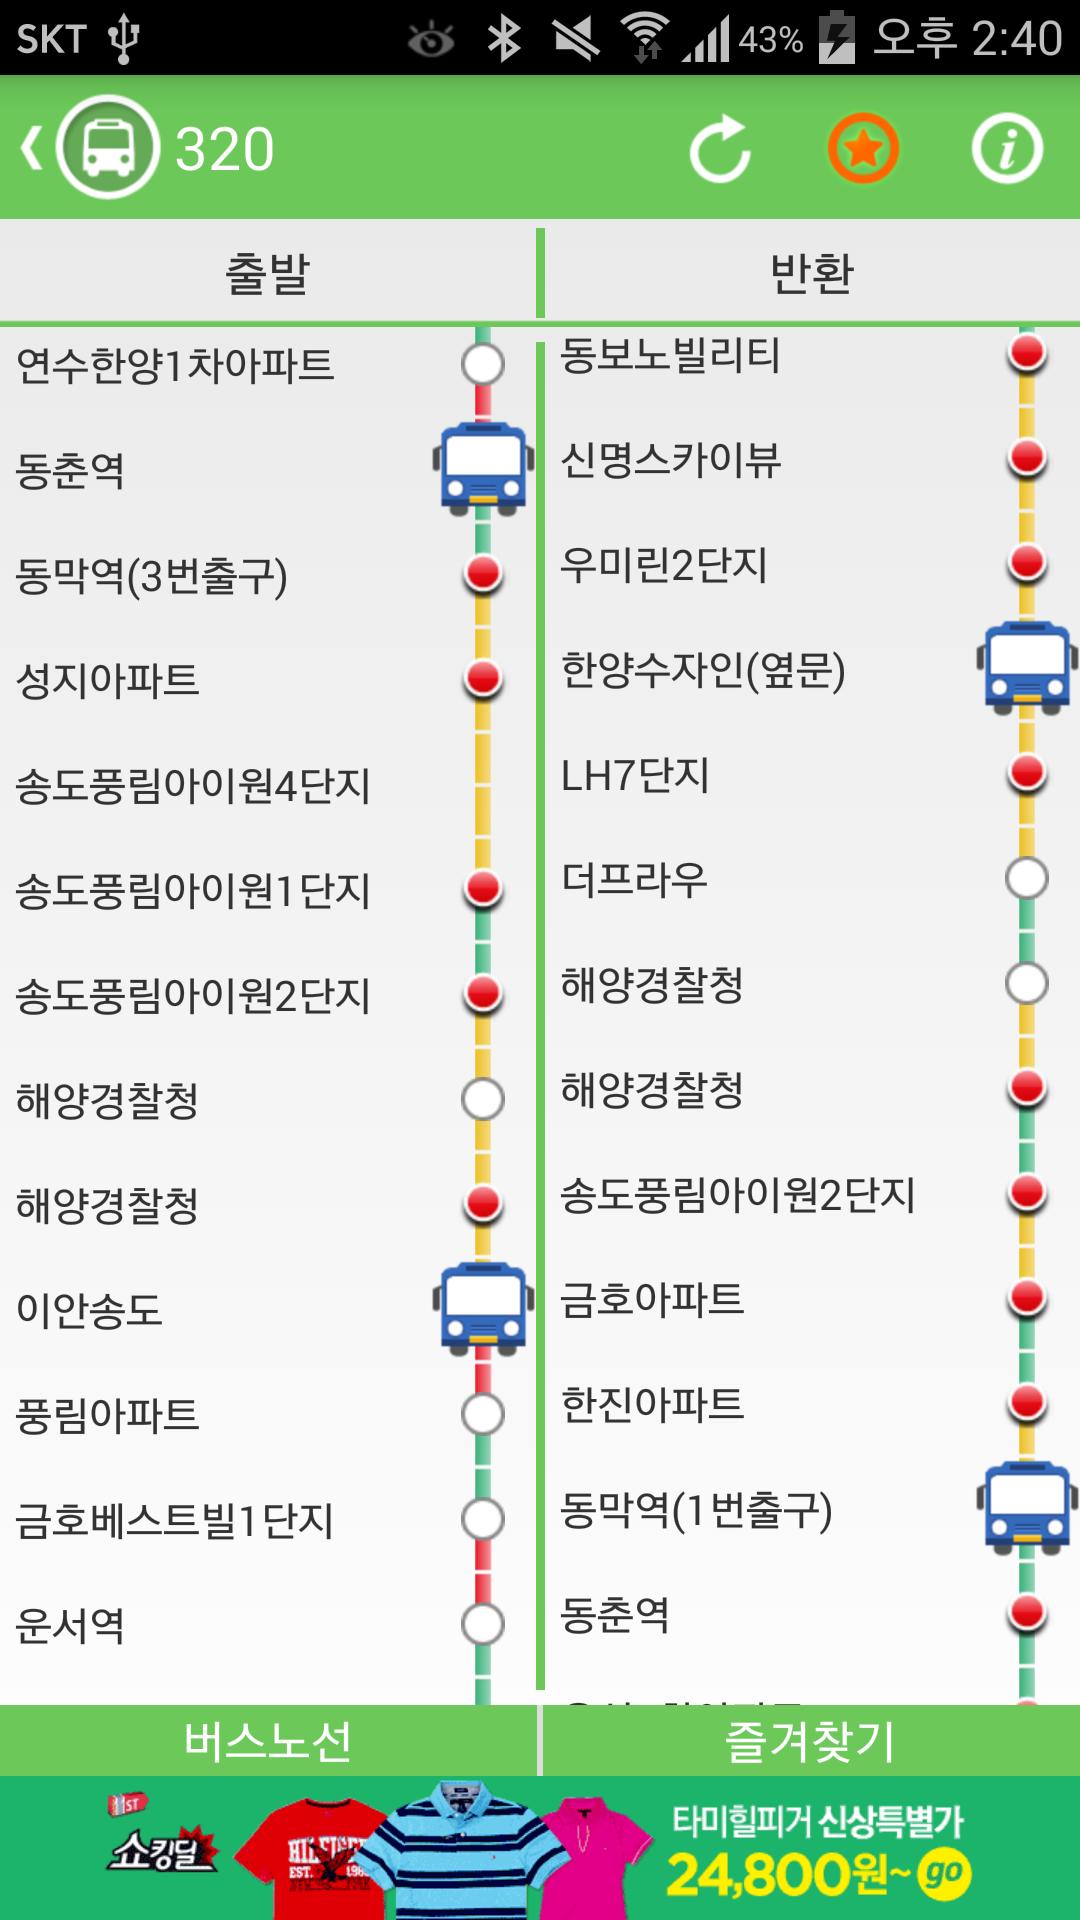 SKT 43% 오후 2:40
320
출발 반환
연수한양1차아파트
동춘역
동막역(3번출구)
성지아파트
송도풍림아이원4단지
송도풍림아이원1단지
송도풍림아이원2단지
해양경찰청
해양경찰청
이안송도
풍림아파트
금호베스트빌1단지
운서역
동보노빌리티
신명스카이뷰
우미린2단지
한양수자인(옆문)
LH7단지
더프라우
해양경찰청
해양경찰청
송도풍림아이원2단지
금호아파트
한진아파트
동막역(1번출구)
동춘역
버스노선 즐겨찾기
쇼킹딜
타미힐피거 신상특별가
24,800원~ go